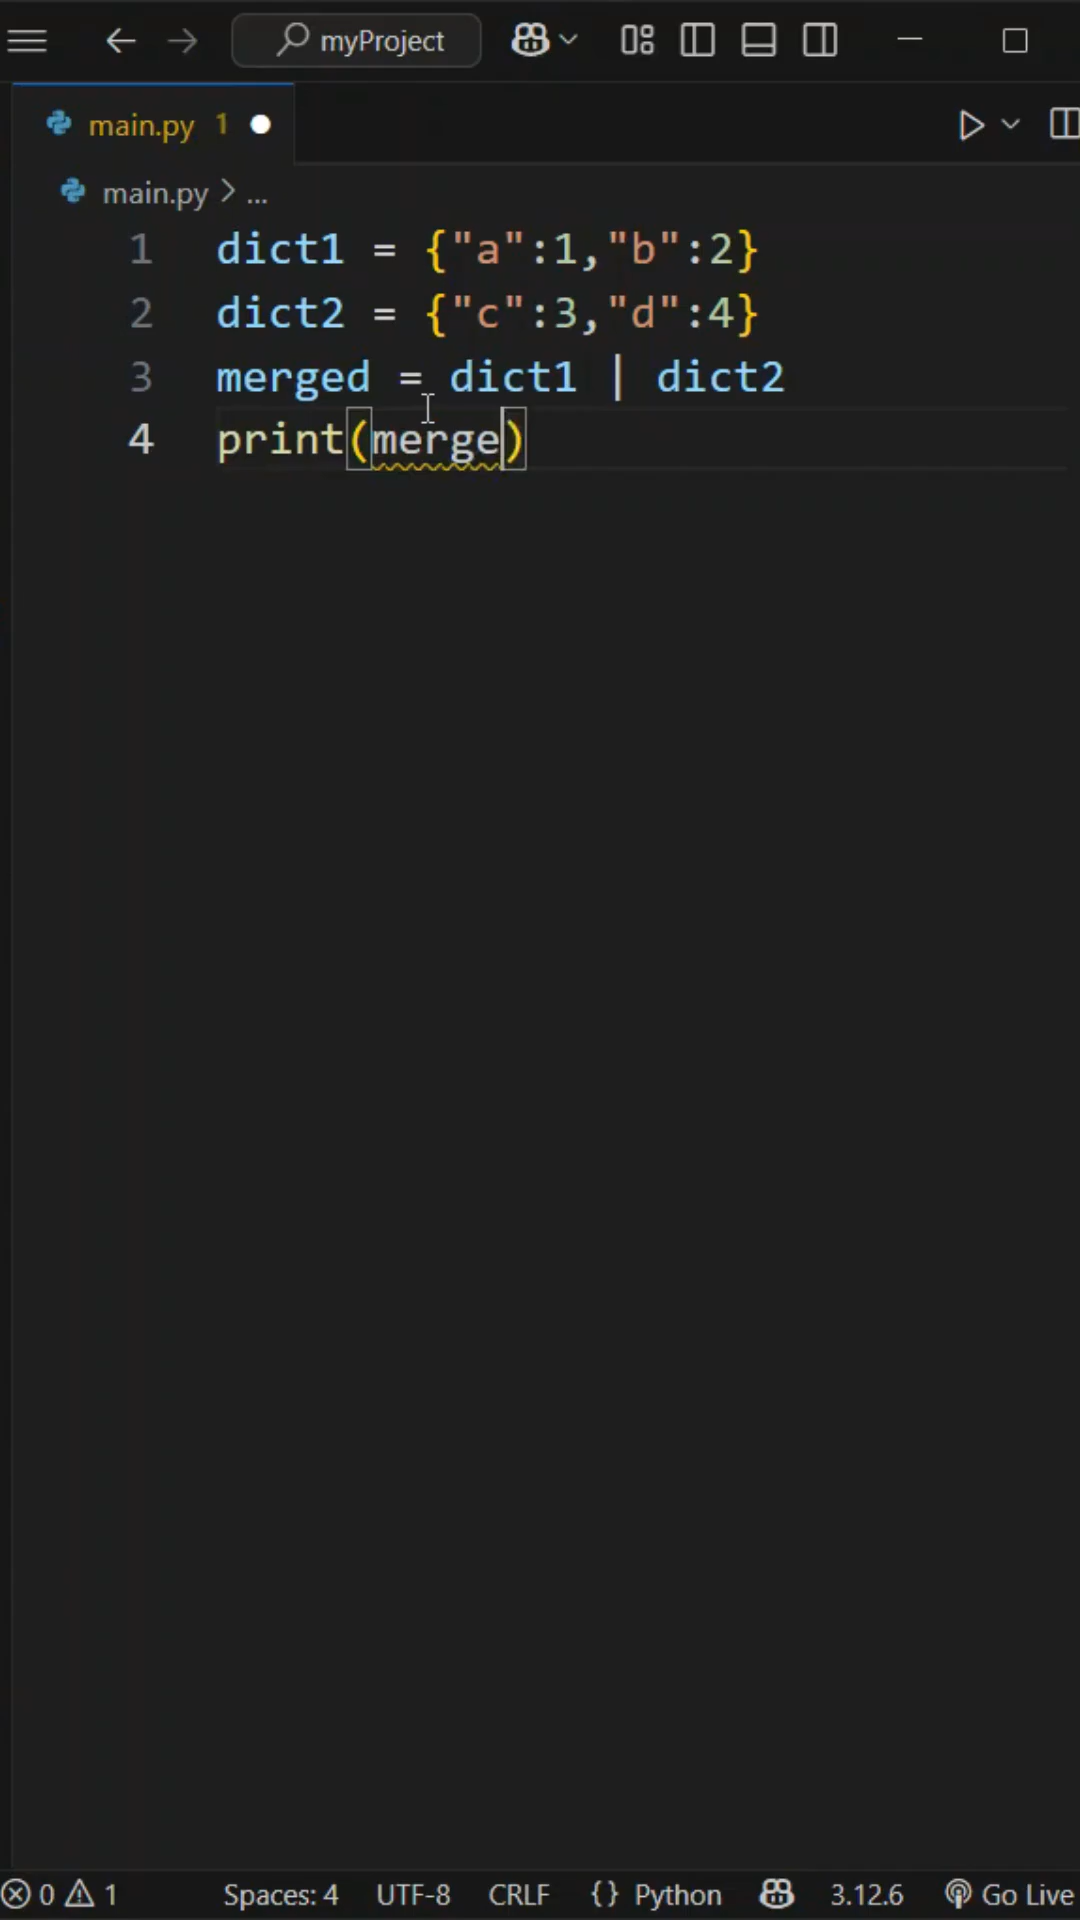 myProject
main.py 1
main.py > ...
1 dict1 = {"a":1,"b":2}
2 dict2 = {"c":3,"d":4}
3 merged = dict1 | dict2
4 print(merge)
0 1 Spaces: 4 UTF-8 CRLF {} Python 3.12.6 Go Live